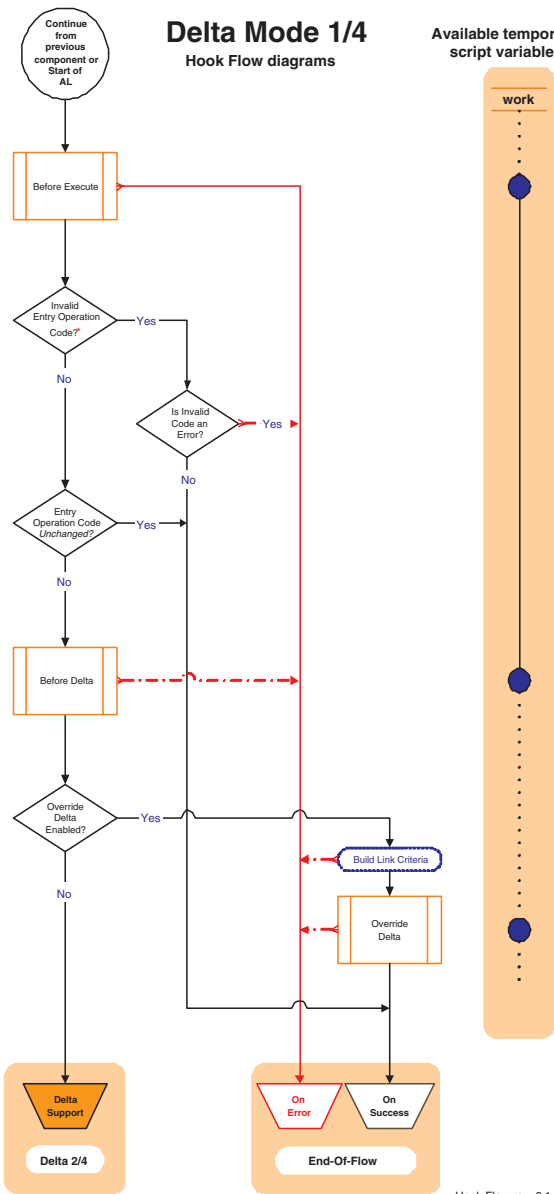 Continue
from
previous
component or
Start of
AL
Delta Mode 1/4
Hook Flow diagrams
Available tempor
script variable
work
Before Execute
Invalid
Entry Operation
Code?*
Yes
No
Is Invalid
Code an
Error?
Yes
No
Entry
Operation Code
Unchanged?
Yes
No
Before Delta
Override
Delta
Enabled?
Yes
No
Build Link Criteria
Override
Delta
Delta
Support
On
Error
On
Success
Delta 2/4
End-Of-Flow